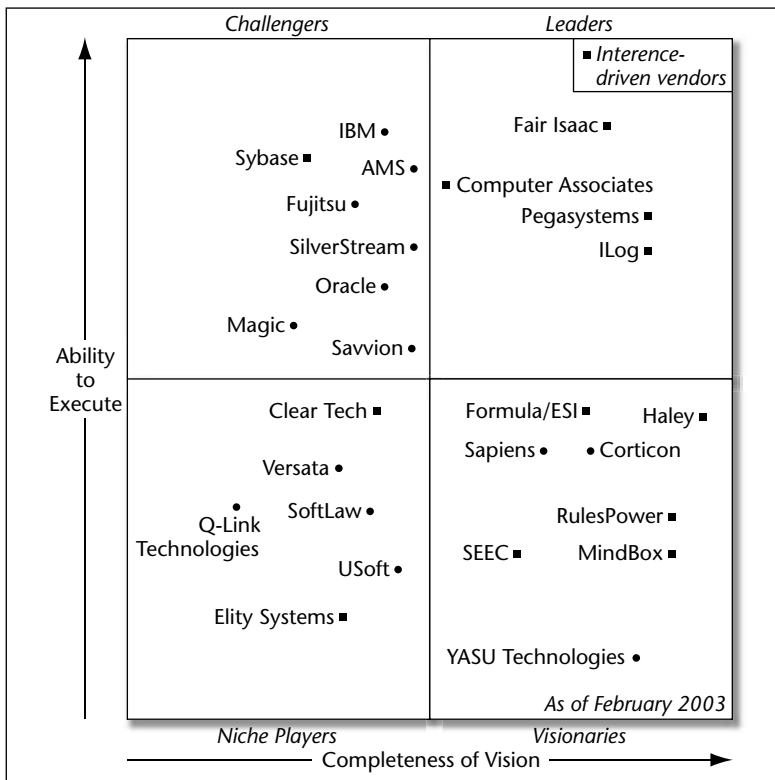 Challengers
Leaders
Interence-
driven vendors
IBM
Fair Isaac
Sybase
AMS
Computer Associates
Fujitsu
Pegasystems
SilverStream
ILog
Oracle
Magic
Savvion
Ability
to
Execute
Clear Tech
Formula/ESI
Haley
Versata
Sapiens
Corticon
Q-Link
Technologies
SoftLaw
RulesPower
USoft
SEEC
MindBox
Elity Systems
YASU Technologies
As of February 2003
Niche Players
Visionaries
Completeness of Vision